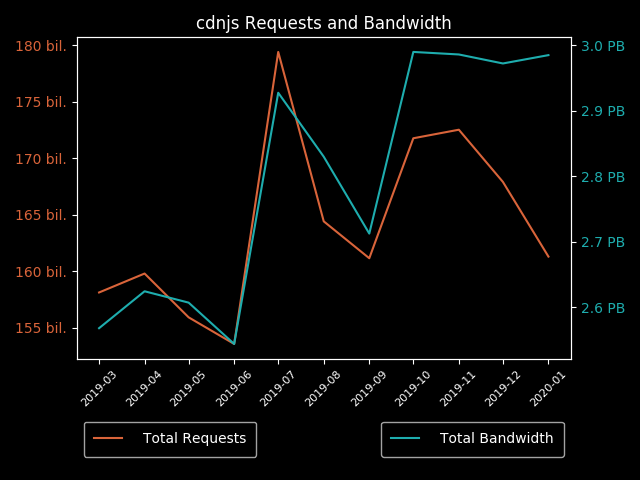 cdnjs Requests and Bandwidth
180 bil.
175 bil.
170 bil.
165 bil.
160 bil.
155 bil.
3.0 PB
2.9 PB
2.8 PB
2.7 PB
2.6 PB
2019-03
2019-04
2019-05
2019-06
2019-07
2019-08
2019-09
2019-10
2019-11
2019-12
2020-01
Total Requests
Total Bandwidth